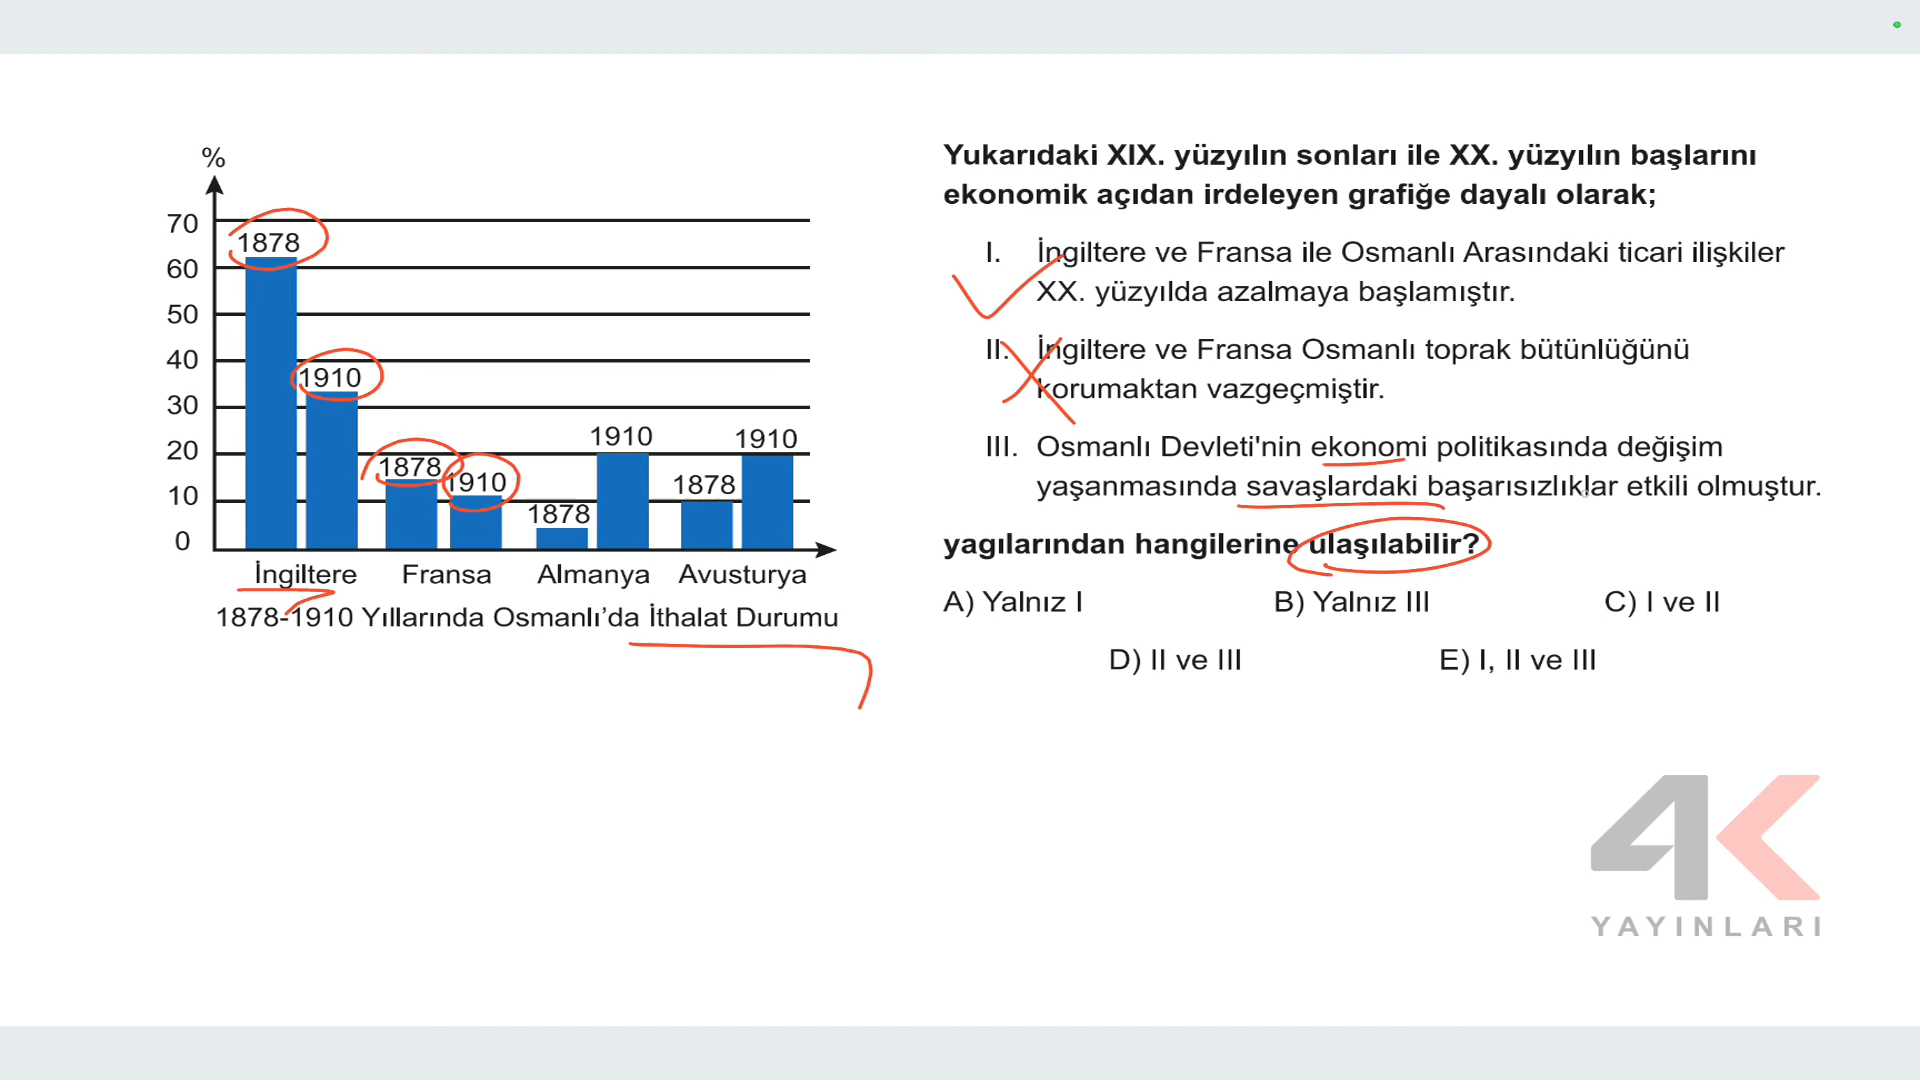 %
70
60
50
40
30
20
10
0
1878
1910
1878
1910
1878
1910
1878
1910
İngiltere Fransa Almanya Avusturya
1878-1910 Yıllarında Osmanlı’da İthalat Durumu
Yukarıdaki XIX. yüzyılın sonları ile XX. yüzyılın başlarını
ekonomik açıdan irdeleyen grafiğe dayalı olarak;
I. İngiltere ve Fransa ile Osmanlı Arasındaki ticari ilişkiler
XX. yüzyılda azalmaya başlamıştır.
II. İngiltere ve Fransa Osmanlı toprak bütünlüğünü
korumaktan vazgeçmiştir.
III. Osmanlı Devleti'nin ekonomi politikasında değişim
yaşanmasında savaşlardaki başarısızlıklar etkili olmuştur.
yagılarından hangilerine ulaşılabilir?
A) Yalnız I B) Yalnız III C) I ve II
D) II ve III E) I, II ve III
4K
YAYINLARI